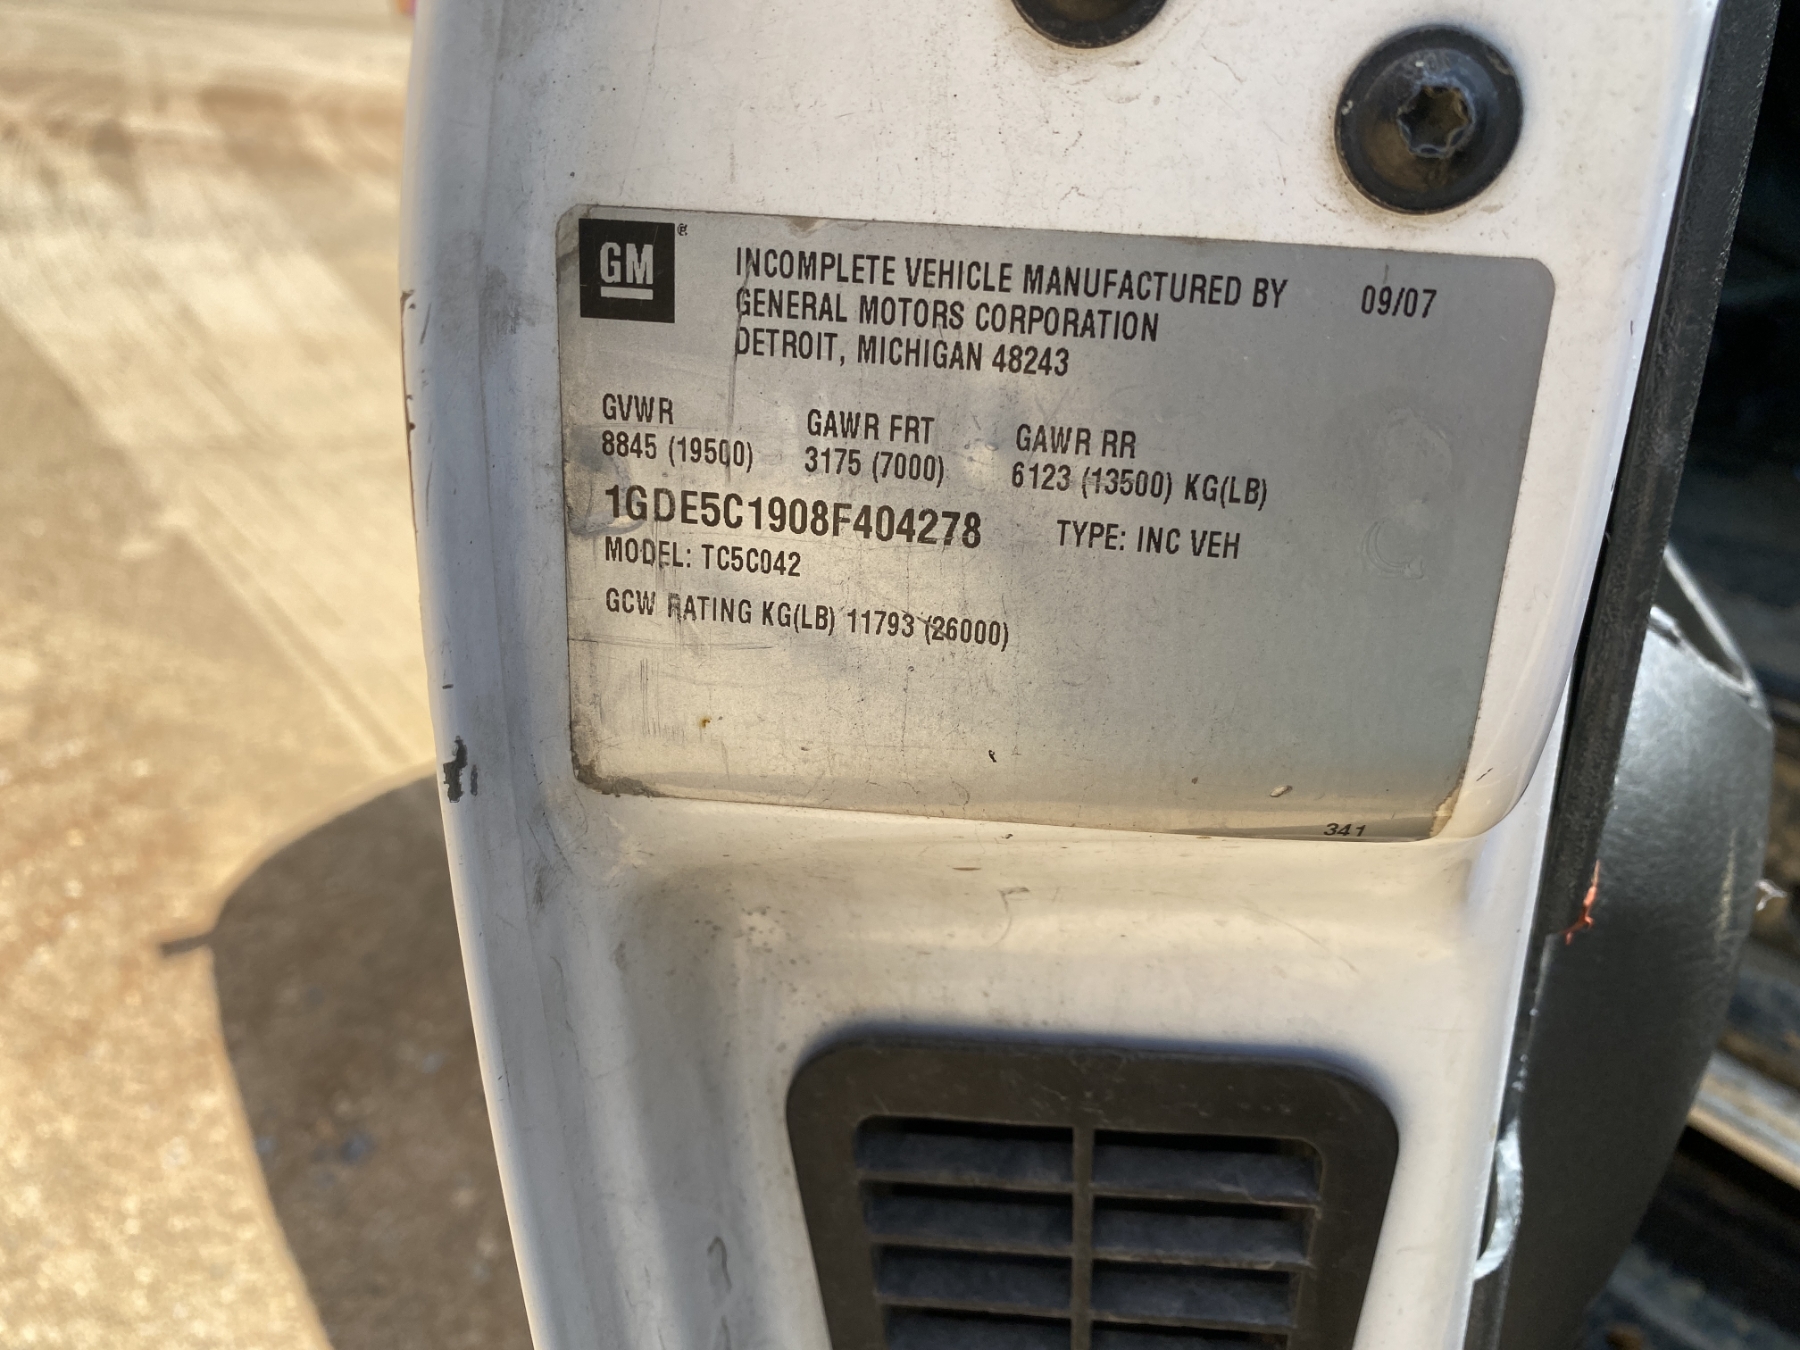 GM
INCOMPLETE VEHICLE MANUFACTURED BY 09/07
GENERAL MOTORS CORPORATION
DETROIT, MICHIGAN 48243
GVWR GAWR FRT GAWR RR
8845 (19500) 3175 (7000) 6123 (13500) KG(LB)
1GDE5C1908F404278 TYPE: INC VEH
MODEL: TC5C042
GCW RATING KG(LB) 11793 (26000)
341